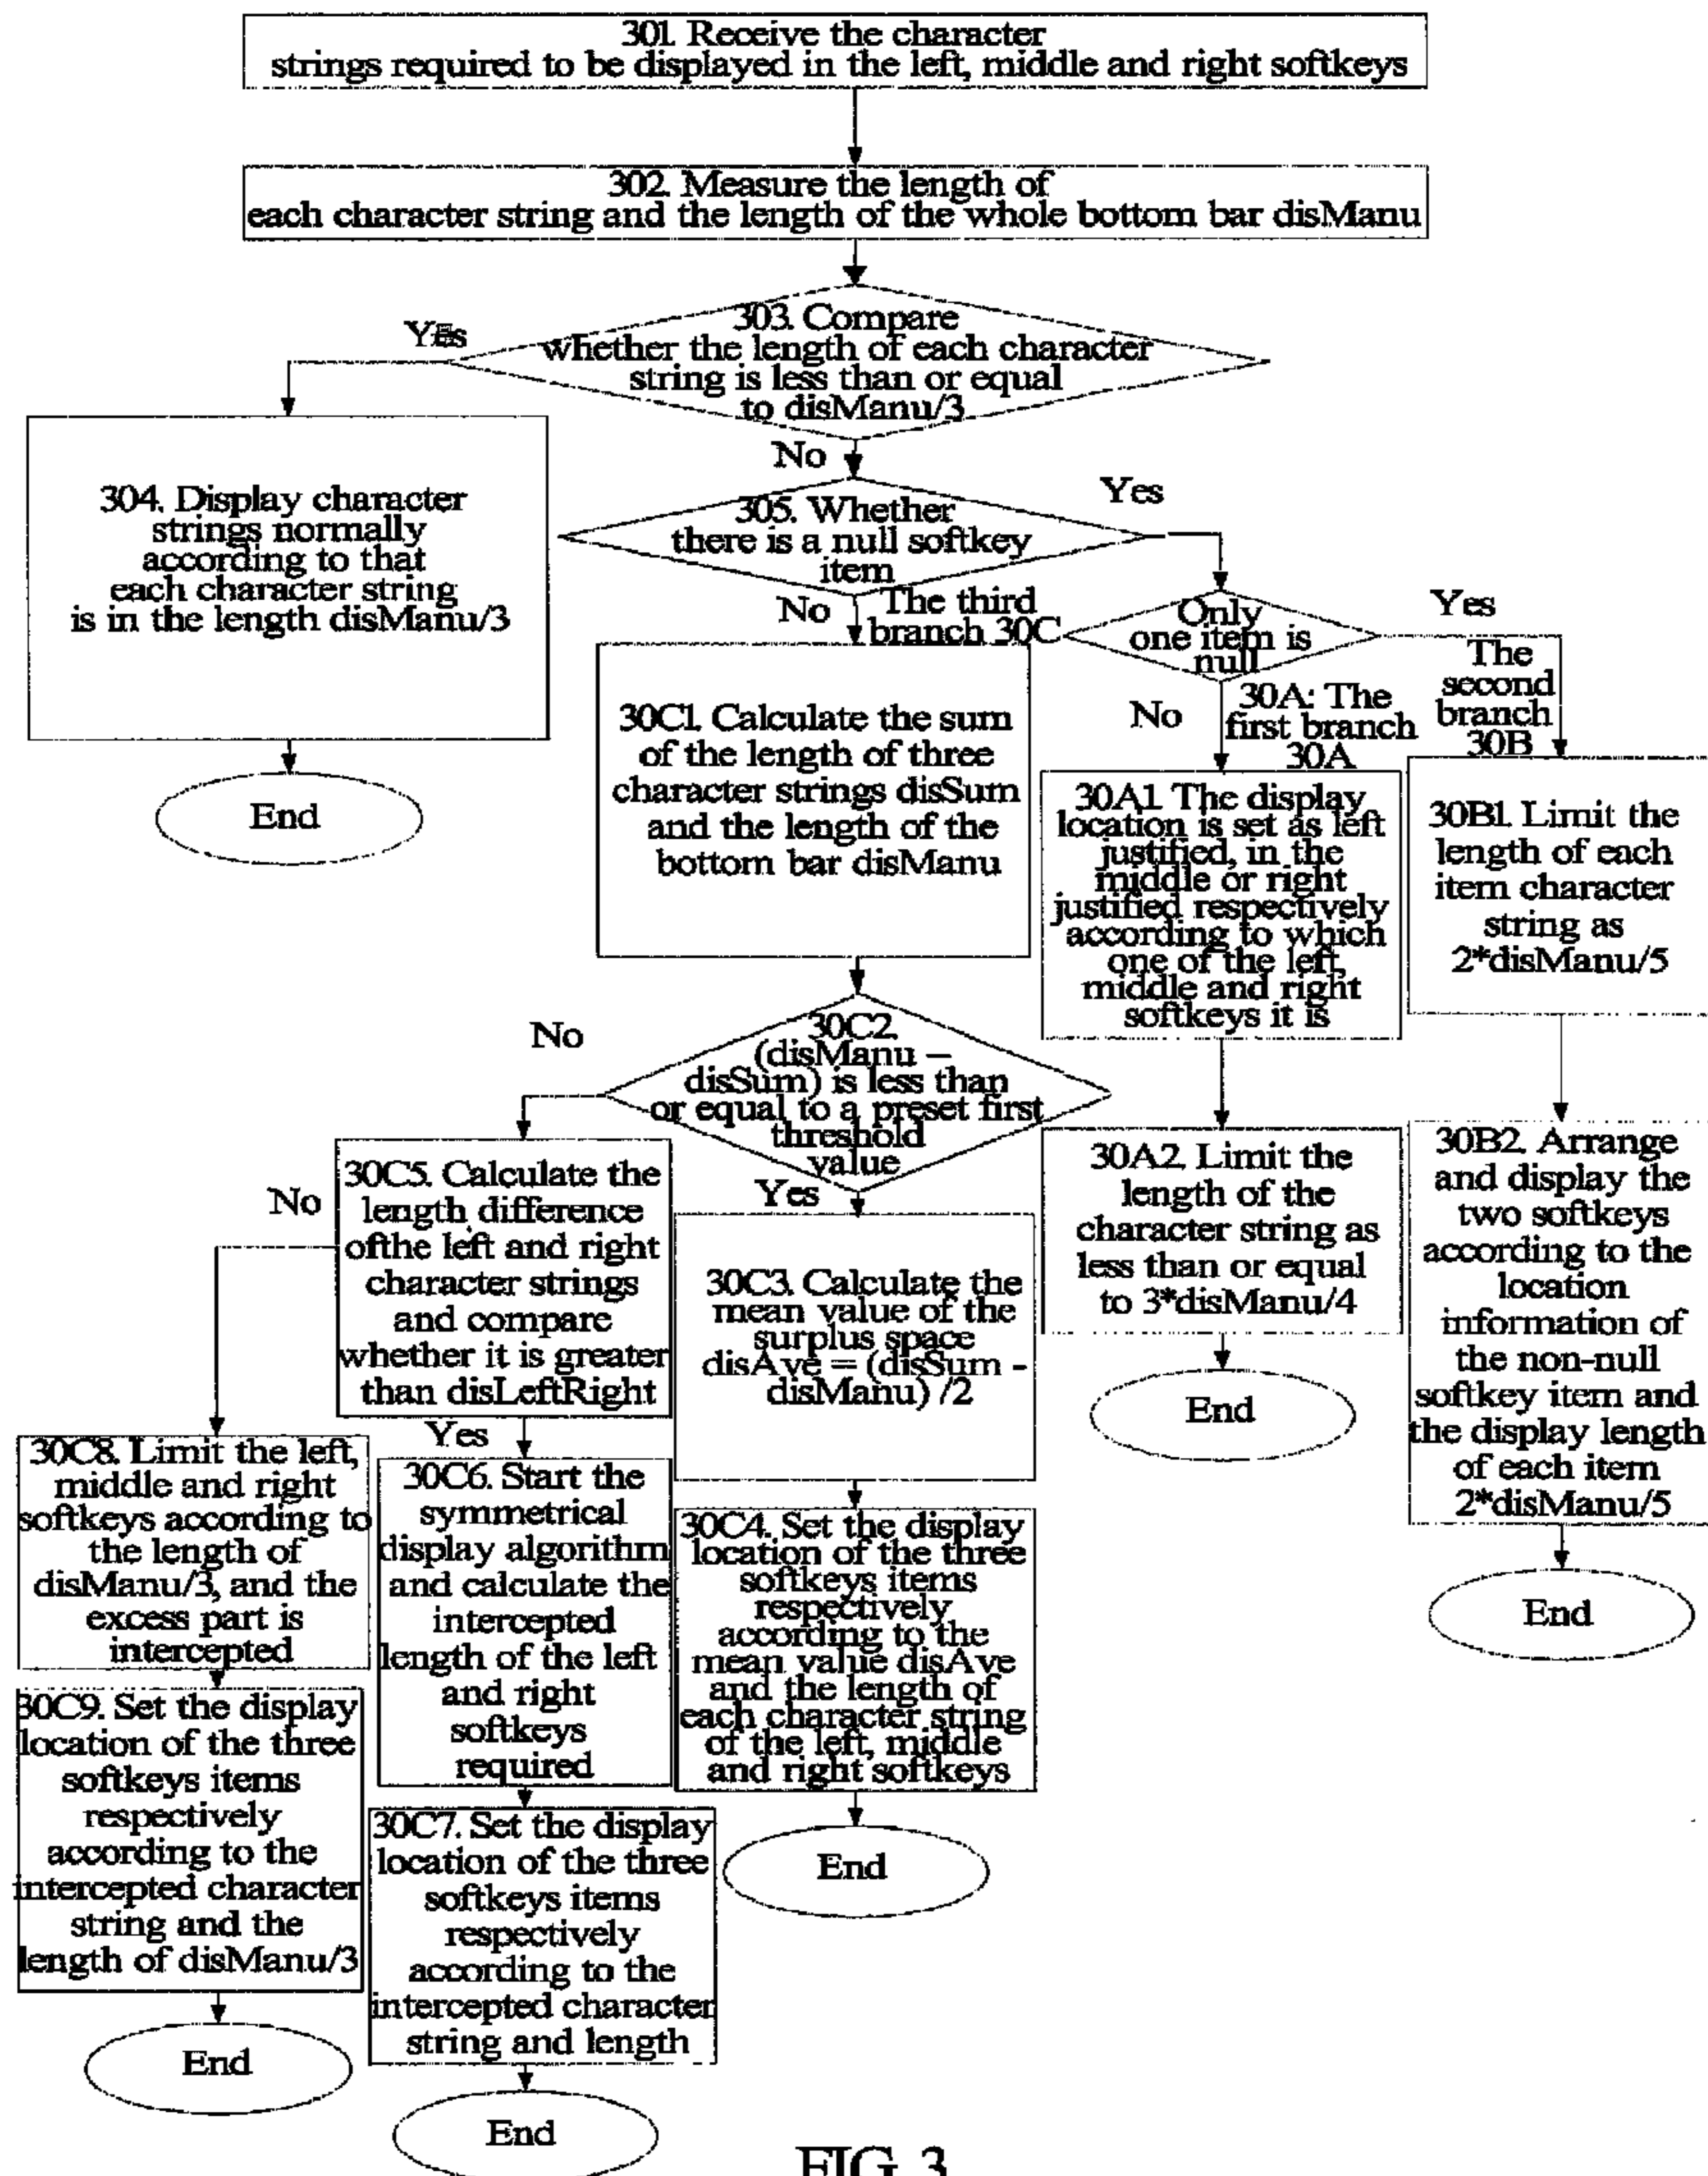 301. Receive the character
strings required to be displayed in the left, middle and right softkeys
302. Measure the length of
each character string and the length of the whole bottom bar disManu
303. Compare
whether the length of each character
string is less than or equal
to disManu/3
Yes
No
304. Display character
strings normally
according to that
each character string
is in the length disManu/3
End
305. Whether
there is a null softkey
item
Yes
No
The third
branch 30C
Only
one item is
null
Yes
The
second
branch
30B
No
30A: The
first branch
30A
30C1. Calculate the sum
of the length of three
character strings disSum
and the length of the
bottom bar disManu
30A1. The display
location is set as left
justified, in the
middle or right
justified respectively
according to which
one of the left,
middle and right
softkeys it is
30B1. Limit the
length of each
item character
string as
2*disManu/5
30C2.
(disManu –
disSum) is less than
or equal to a preset first
threshold
value
No
Yes
30A2. Limit the
length of the
character string as
less than or equal
to 3*disManu/4
End
30B2. Arrange
and display the
two softkeys
according to the
location
information of
the non-null
softkey item and
the display length
of each item
2*disManu/5
End
30C5. Calculate the
length difference
ofthe left and right
character strings
and compare
whether it is greater
than disLeftRight
No
Yes
30C3. Calculate the
mean value of the
surplus space
disAve = (disSum -
disManu) /2
30C4. Set the display
location of the three
softkeys items
respectively
according to the
mean value disAve
and the length of
each character string
of the left, middle
and right softkeys
End
30C8. Limit the left,
middle and right
softkeys according to
the length of
disManu/3, and the
excess part is
intercepted
30C6. Start the
symmetrical
display algorithm
and calculate the
intercepted
length of the left
and right
softkeys
required
30C9. Set the display
location of the three
softkeys items
respectively
according to the
intercepted character
string and the
length of disManu/3
End
30C7. Set the display
location of the three
softkeys items
respectively
according to the
intercepted character
string and length
End
FIG. 3